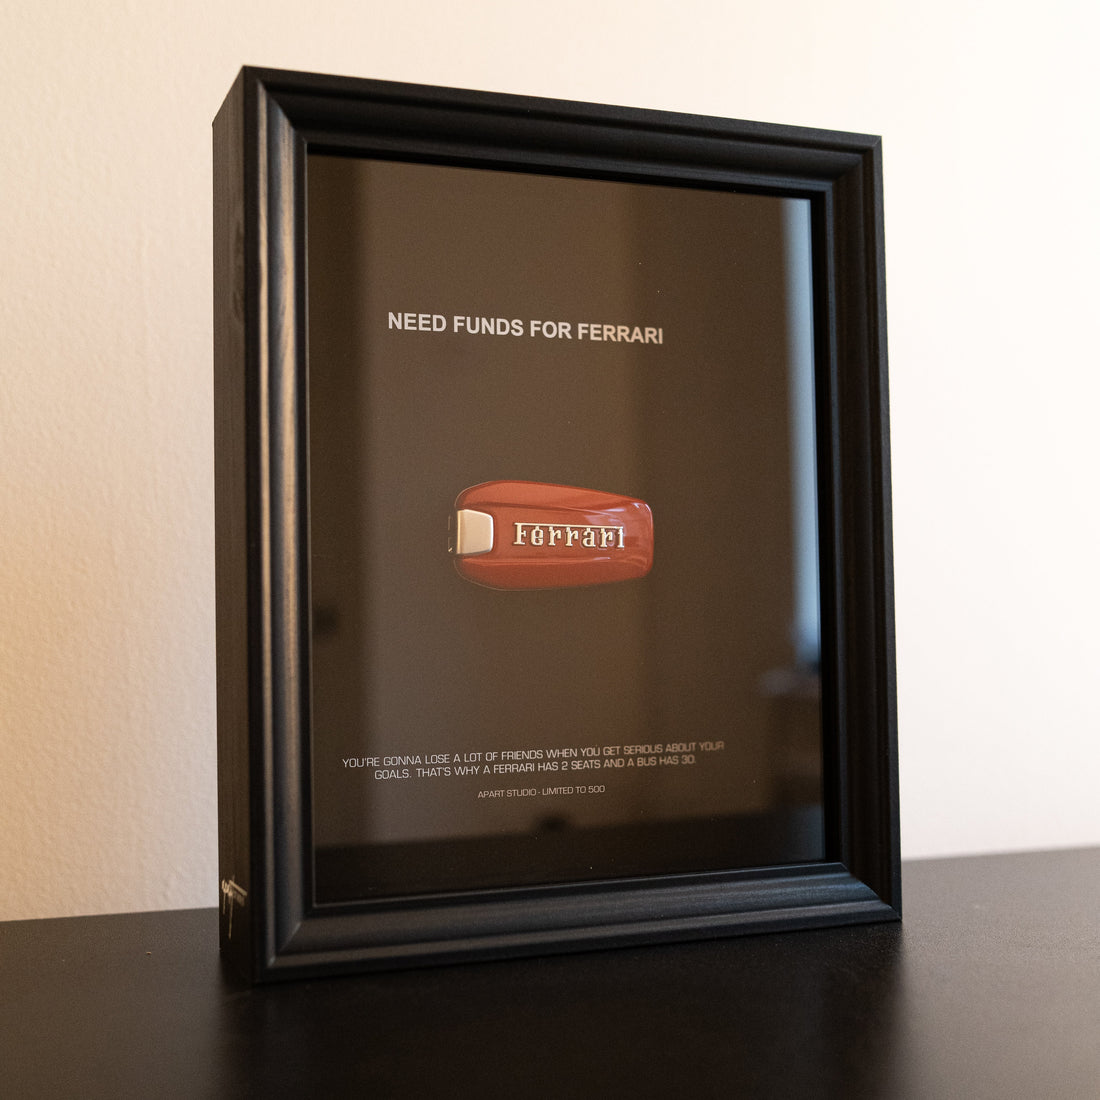 NEED FUNDS FOR FERRARI
Ferrari
YOU'RE GONNA LOSE A LOT OF FRIENDS WHEN YOU GET SERIOUS ABOUT YOUR
GOALS. THAT'S WHY A FERRARI HAS 2 SEATS AND A BUS HAS 30.
APART STUDIO - LIMITED TO 500